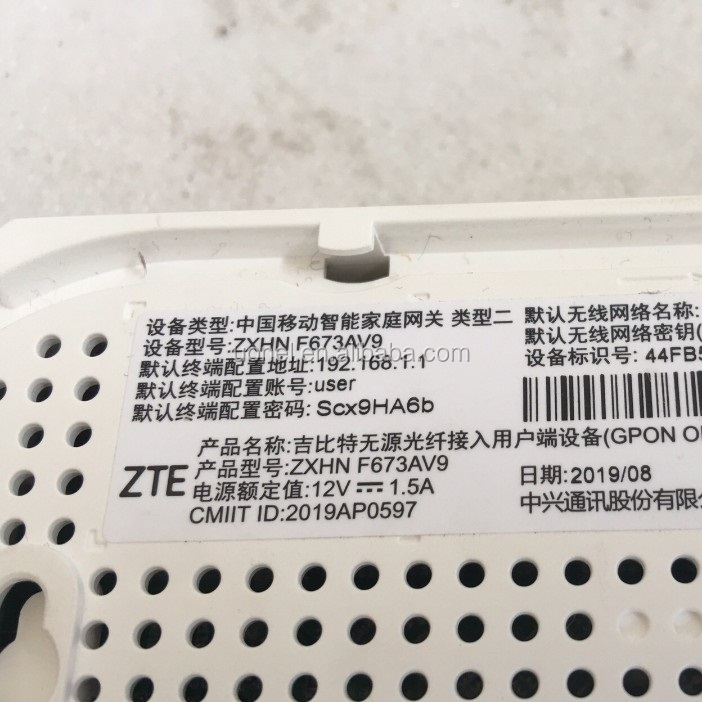 设备类型:中国移动智能家庭网关 类型二
设备型号:ZXHN F673AV9
默认终端配置地址:192.168.1.1
默认终端配置账号:user
默认终端配置密码: Scx9HA6b
默认无线网络名称:
默认无线网络密钥(
设备标识号: 44FB5
产品名称:吉比特无源光纤接入用户端设备(GPON O
ZTE
产品型号:ZXHN F673AV9
电源额定值:12V 1.5A
CMIIT ID:2019AP0597
日期:2019/08
中兴通讯股份有限